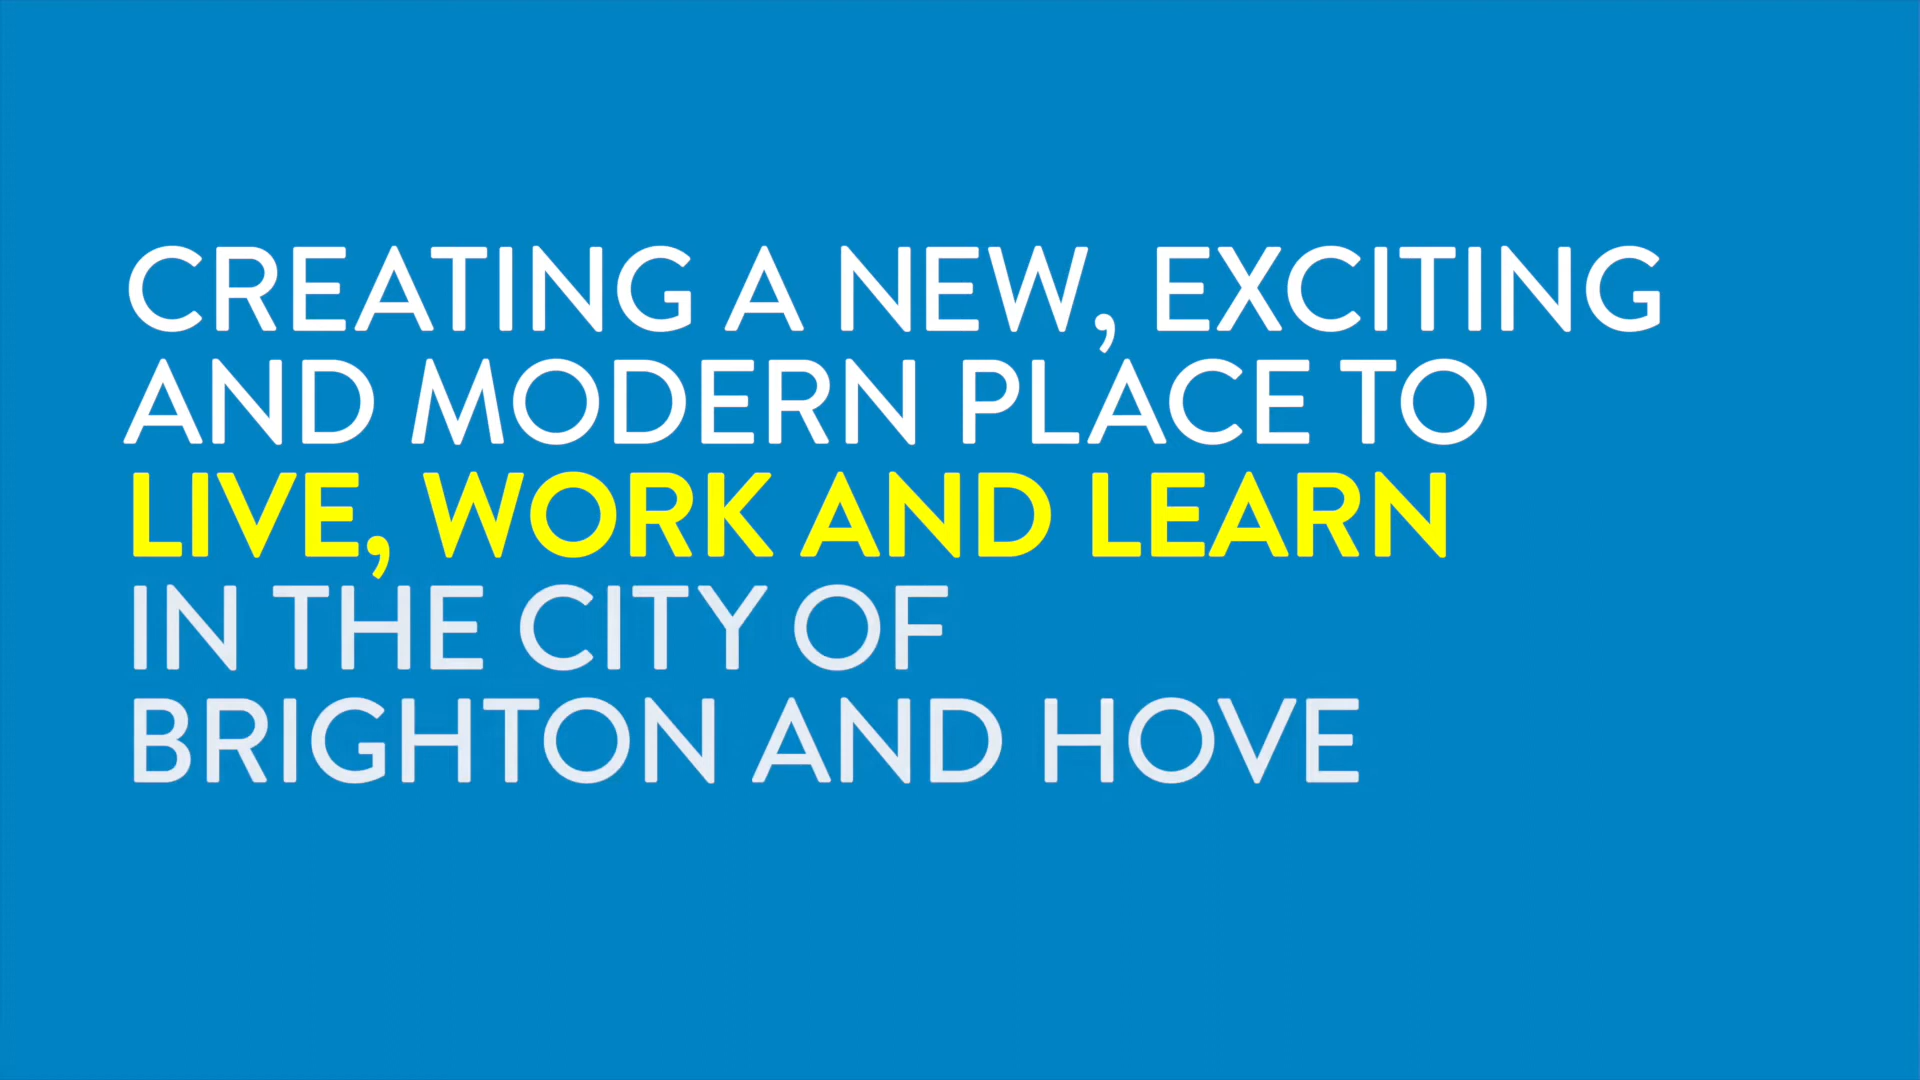 CREATING A NEW, EXCITING
AND MODERN PLACE TO
LIVE, WORK AND LEARN
IN THE CITY OF
BRIGHTON AND HOVE